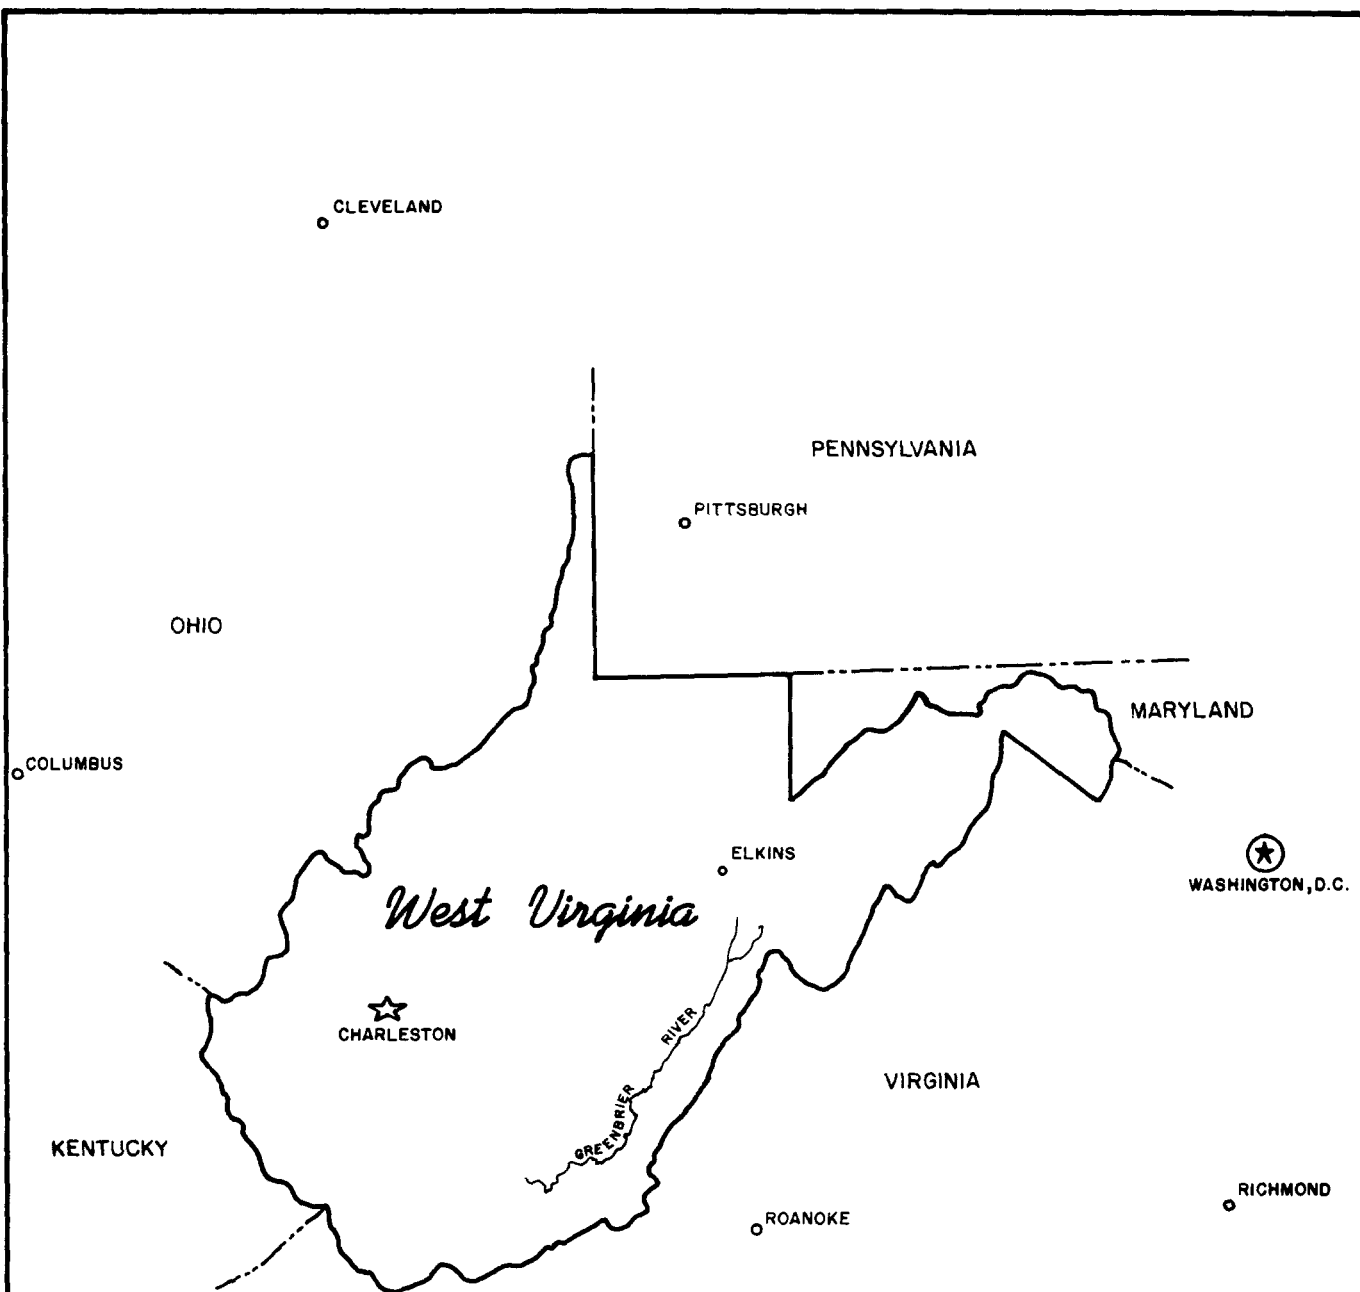 CLEVELAND
PENNSYLVANIA
PITTSBURGH
OHIO
MARYLAND
COLUMBUS
ELKINS
WASHINGTON, D.C.
West Virginia
CHARLESTON
RIVER
GREENBRIER
VIRGINIA
KENTUCKY
RICHMOND
ROANOKE